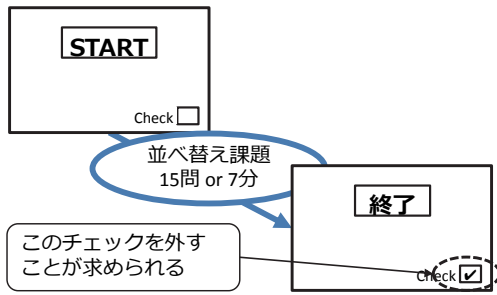 START
Check
並べ替え課題
15問 or 7分
終了
このチェックを外す
ことが求められる
Check ✔